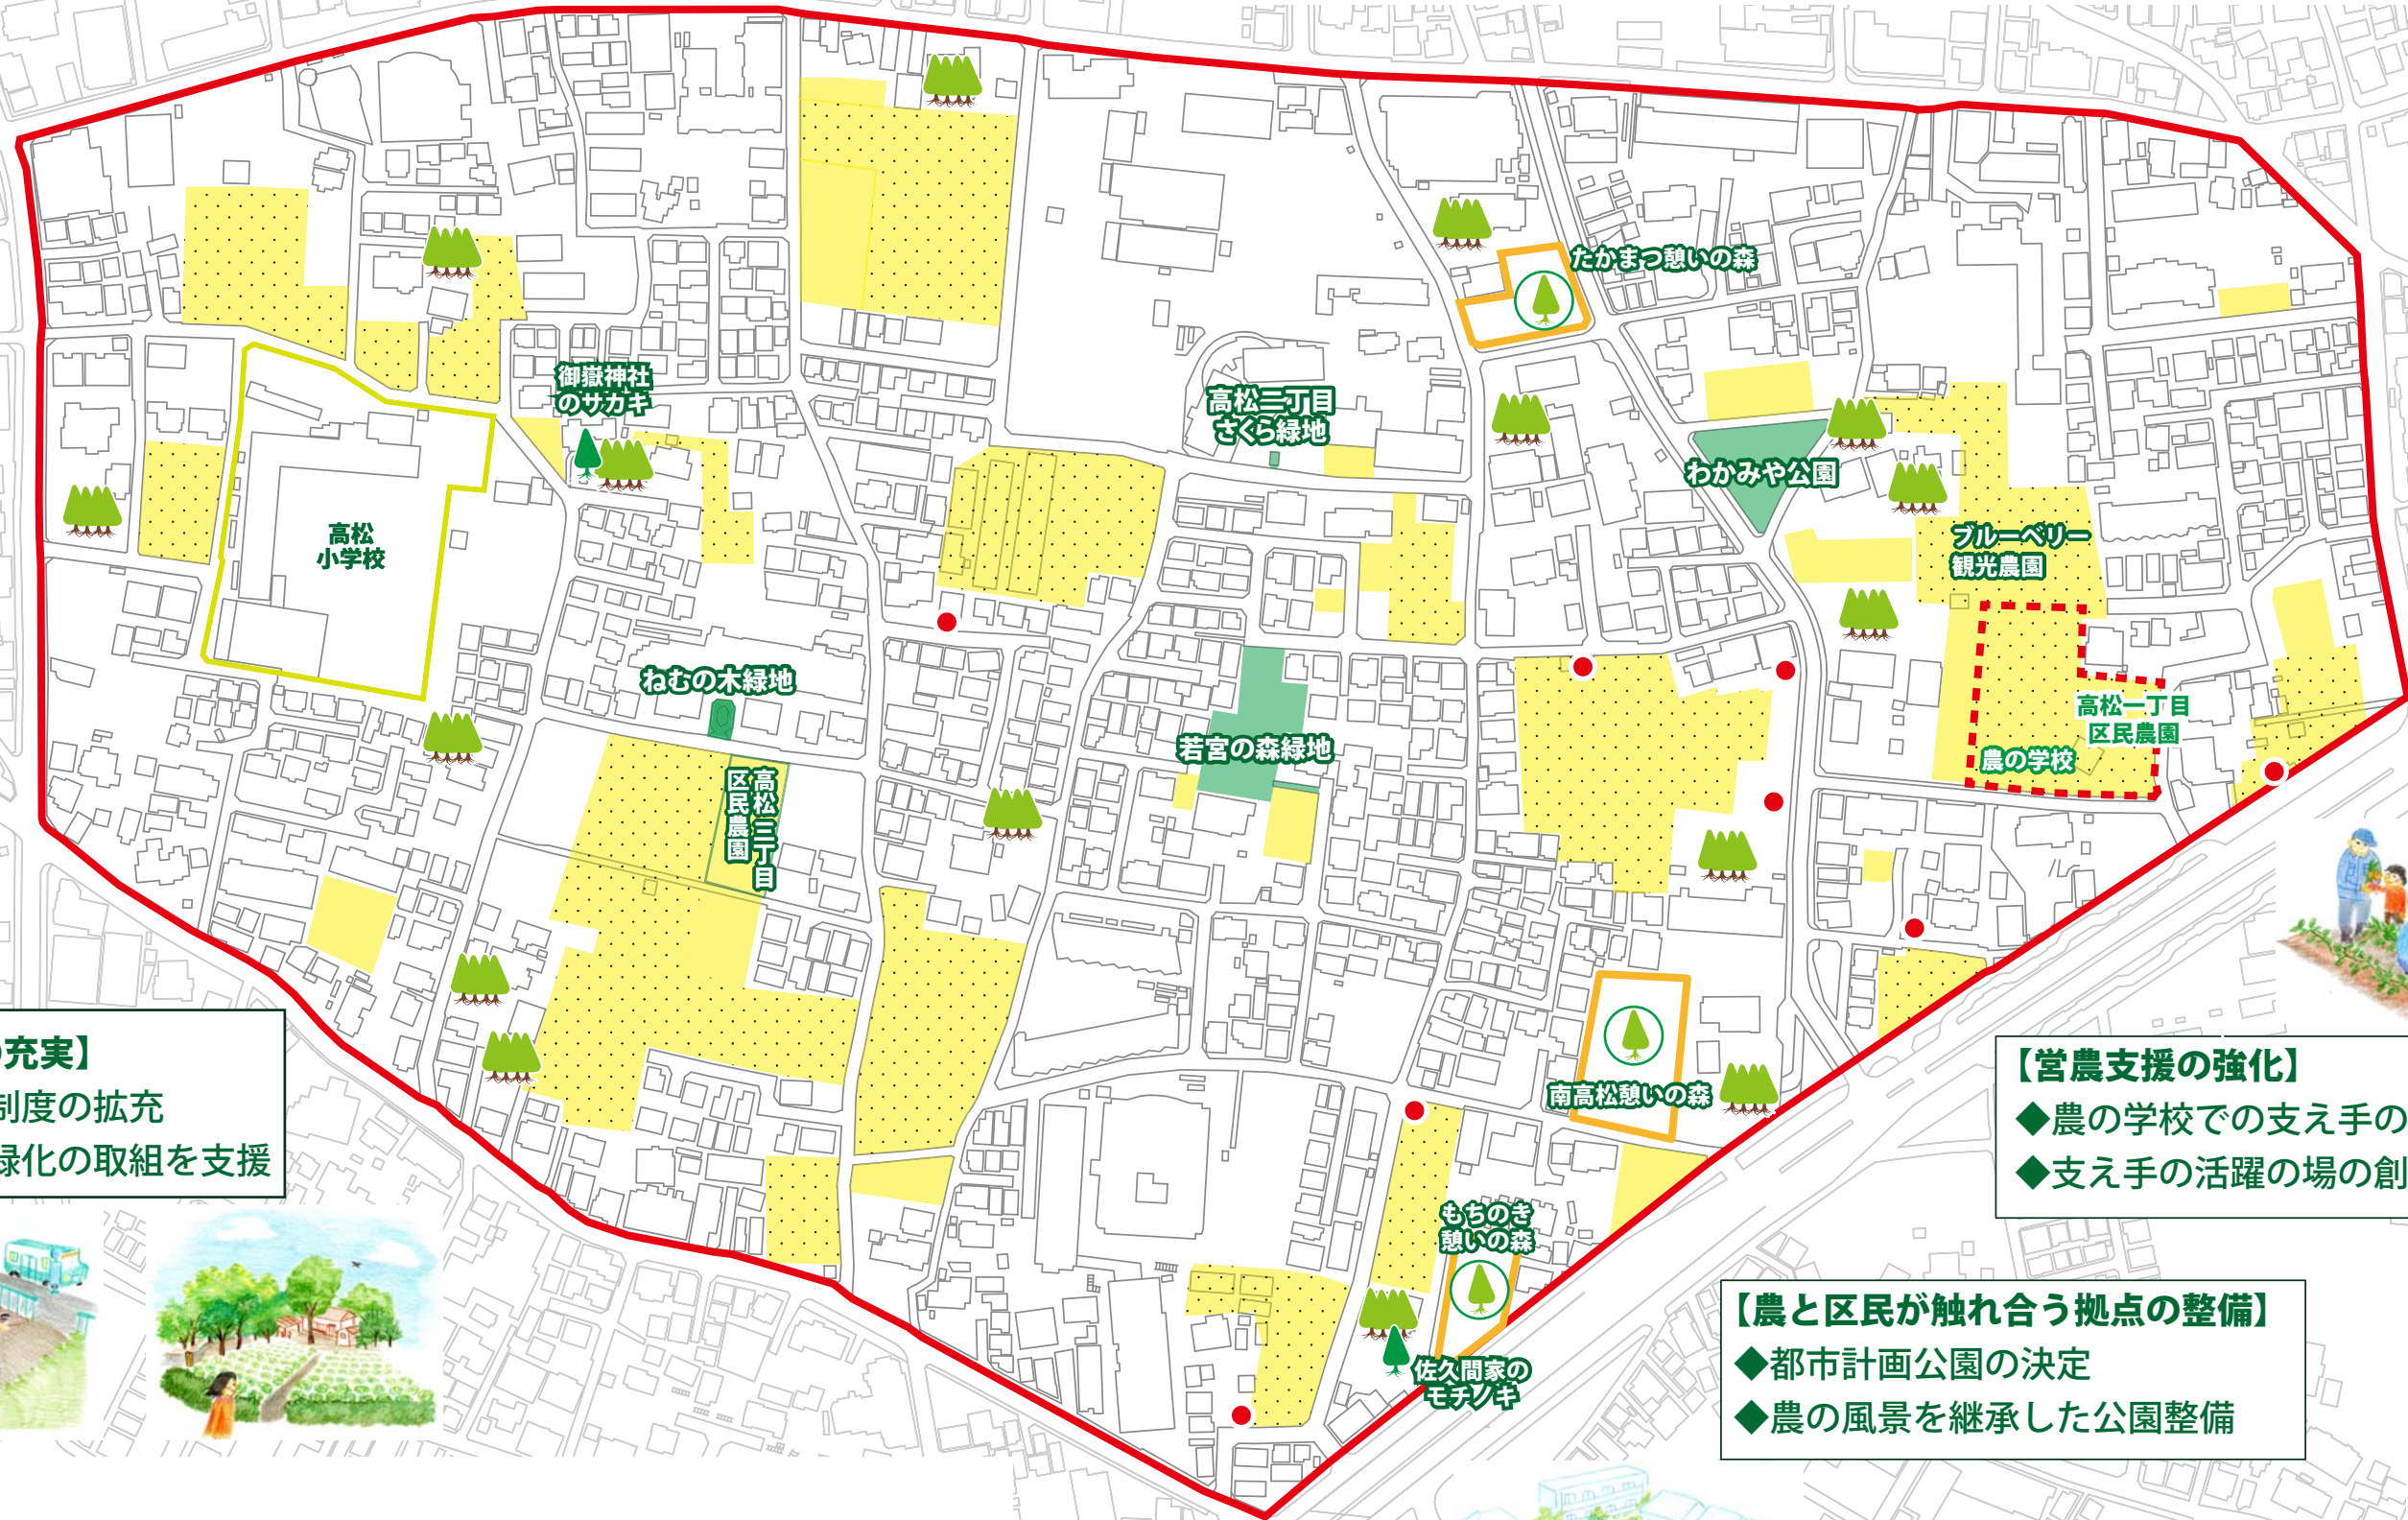 たかまつ憩いの森
御嶽神社
のサカキ
高松二丁目
さくら緑地
わかみや公園
高松
小学校
ブルーベリー
観光農園
ねむの木緑地
高松一丁目
区民農園
若宮の森緑地
農の学校
高松三丁目
区民農園
の充実】
制度の拡充
緑化の取組を支援
【営農支援の強化】
◆農の学校での支え手の
◆支え手の活躍の場の創
南高松憩いの森
もちのき
憩いの森
佐久間家の
モチノキ
【農と区民が触れ合う拠点の整備】
◆都市計画公園の決定
◆農の風景を継承した公園整備